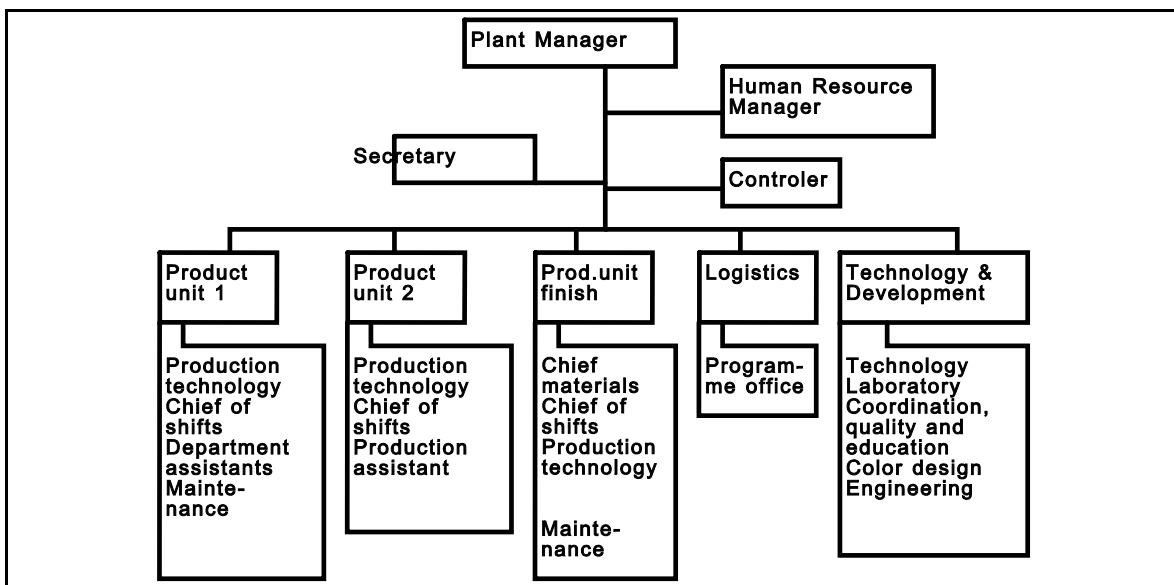 Plant Manager
Human Resource
Manager
Secretary
Controler
Product
unit 1
Product
unit 2
Prod.unit
finish
Logistics
Technology &
Development
Production
technology
Chief of
shifts
Department
assistants
Mainte-
nance
Production
technology
Chief of
shifts
Production
assistant
Chief
materials
Chief of
shifts
Production
technology
Mainte-
nance
Program-
me office
Technology
Laboratory
Coordination,
quality and
education
Color design
Engineering